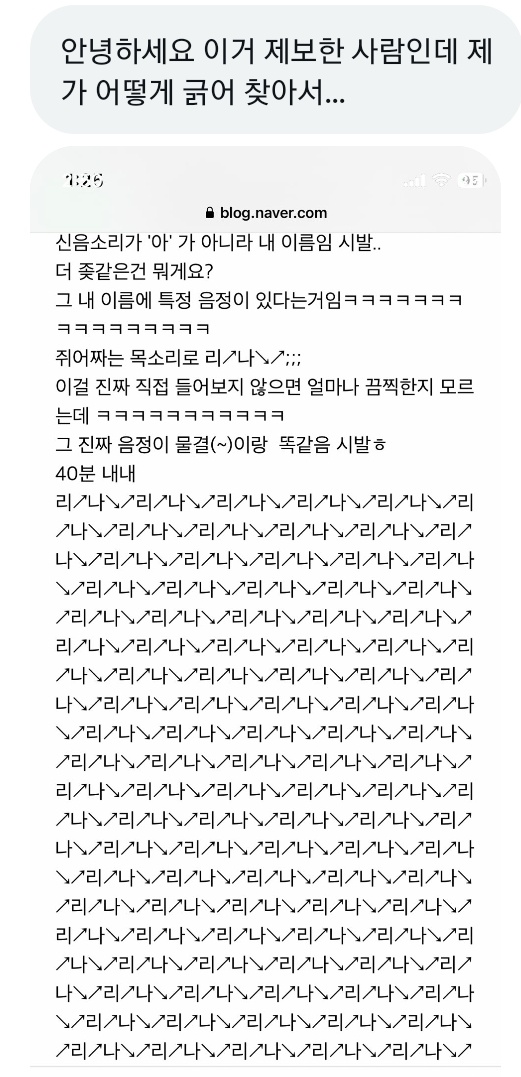 안녕하세요 이거 제보한 사람인데 제
가 어떻게 긁어 찾아서...
1:26
95
blog.naver.com
신음소리가 '아' 가 아니라 내 이름임 시발..
더 좆같은건 뭐게요?
그 내 이름에 특정 음정이 있다는거임ㅋㅋㅋㅋㅋㅋㅋ
ㅋㅋㅋㅋㅋㅋㅋㅋㅋ
쥐어짜는 목소리로 리↗나↘↗;;;
이걸 진짜 직접 들어보지 않으면 얼마나 끔찍한지 모르
는데 ㅋㅋㅋㅋㅋㅋㅋㅋㅋㅋㅋ
그 진짜 음정이 물결(~)이랑  똑같음 시발ㅎ
40분 내내
리↗나↘↗리↗나↘↗리↗나↘↗리↗나↘↗리↗나↘↗리
↗나↘↗리↗나↘↗리↗나↘↗리↗나↘↗리↗나↘↗리↗
나↘↗리↗나↘↗리↗나↘↗리↗나↘↗리↗나↘↗리↗나
↘↗리↗나↘↗리↗나↘↗리↗나↘↗리↗나↘↗리↗나↘
↗리↗나↘↗리↗나↘↗리↗나↘↗리↗나↘↗리↗나↘↗
리↗나↘↗리↗나↘↗리↗나↘↗리↗나↘↗리↗나↘↗리
↗나↘↗리↗나↘↗리↗나↘↗리↗나↘↗리↗나↘↗리↗
나↘↗리↗나↘↗리↗나↘↗리↗나↘↗리↗나↘↗리↗나
↘↗리↗나↘↗리↗나↘↗리↗나↘↗리↗나↘↗리↗나↘
↗리↗나↘↗리↗나↘↗리↗나↘↗리↗나↘↗리↗나↘↗
리↗나↘↗리↗나↘↗리↗나↘↗리↗나↘↗리↗나↘↗리
↗나↘↗리↗나↘↗리↗나↘↗리↗나↘↗리↗나↘↗리↗
나↘↗리↗나↘↗리↗나↘↗리↗나↘↗리↗나↘↗리↗나
↘↗리↗나↘↗리↗나↘↗리↗나↘↗리↗나↘↗리↗나↘
↗리↗나↘↗리↗나↘↗리↗나↘↗리↗나↘↗리↗나↘↗
리↗나↘↗리↗나↘↗리↗나↘↗리↗나↘↗리↗나↘↗리
↗나↘↗리↗나↘↗리↗나↘↗리↗나↘↗리↗나↘↗리↗
나↘↗리↗나↘↗리↗나↘↗리↗나↘↗리↗나↘↗리↗나
↘↗리↗나↘↗리↗나↘↗리↗나↘↗리↗나↘↗리↗나↘
↗리↗나↘↗리↗나↘↗리↗나↘↗리↗나↘↗리↗나↘↗